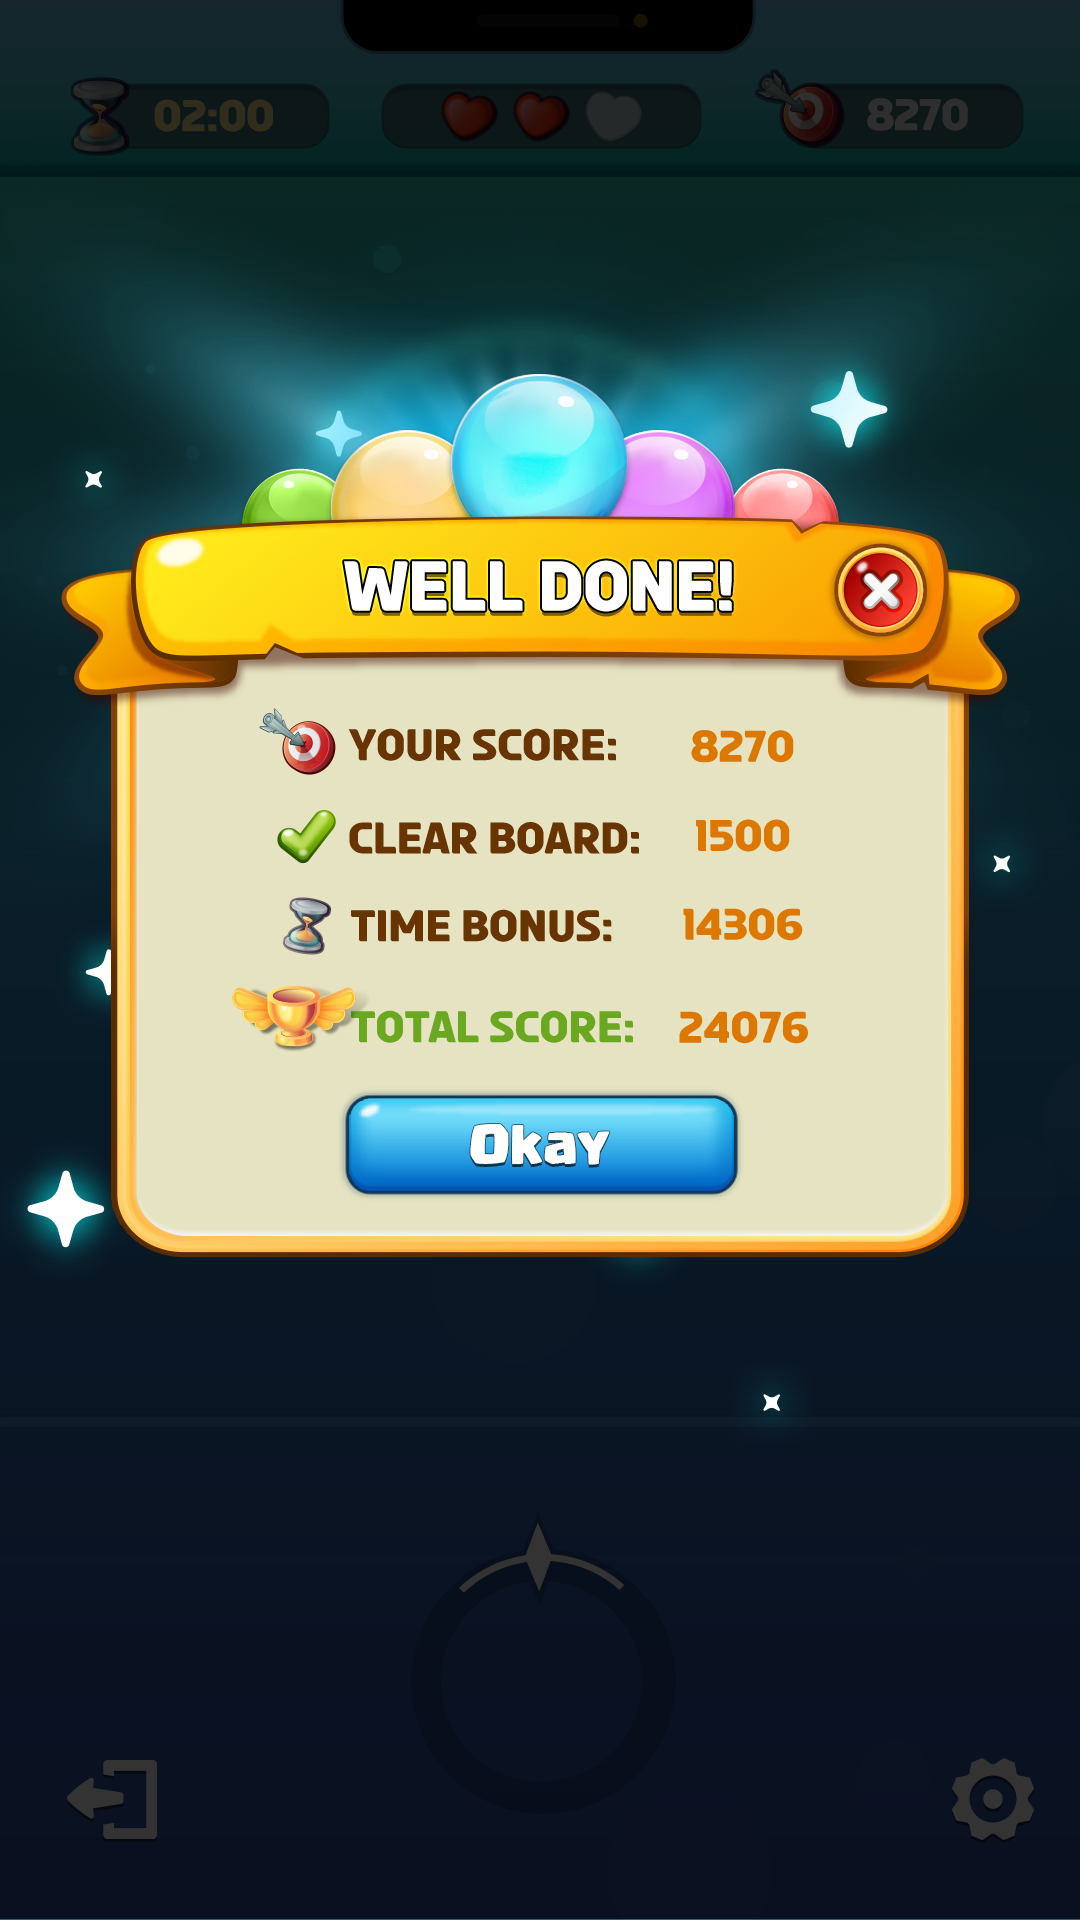 02:00 8270
WELL DONE!
YOUR SCORE: 8270
CLEAR BOARD: 1500
TIME BONUS: 14306
TOTAL SCORE: 24076
Okay